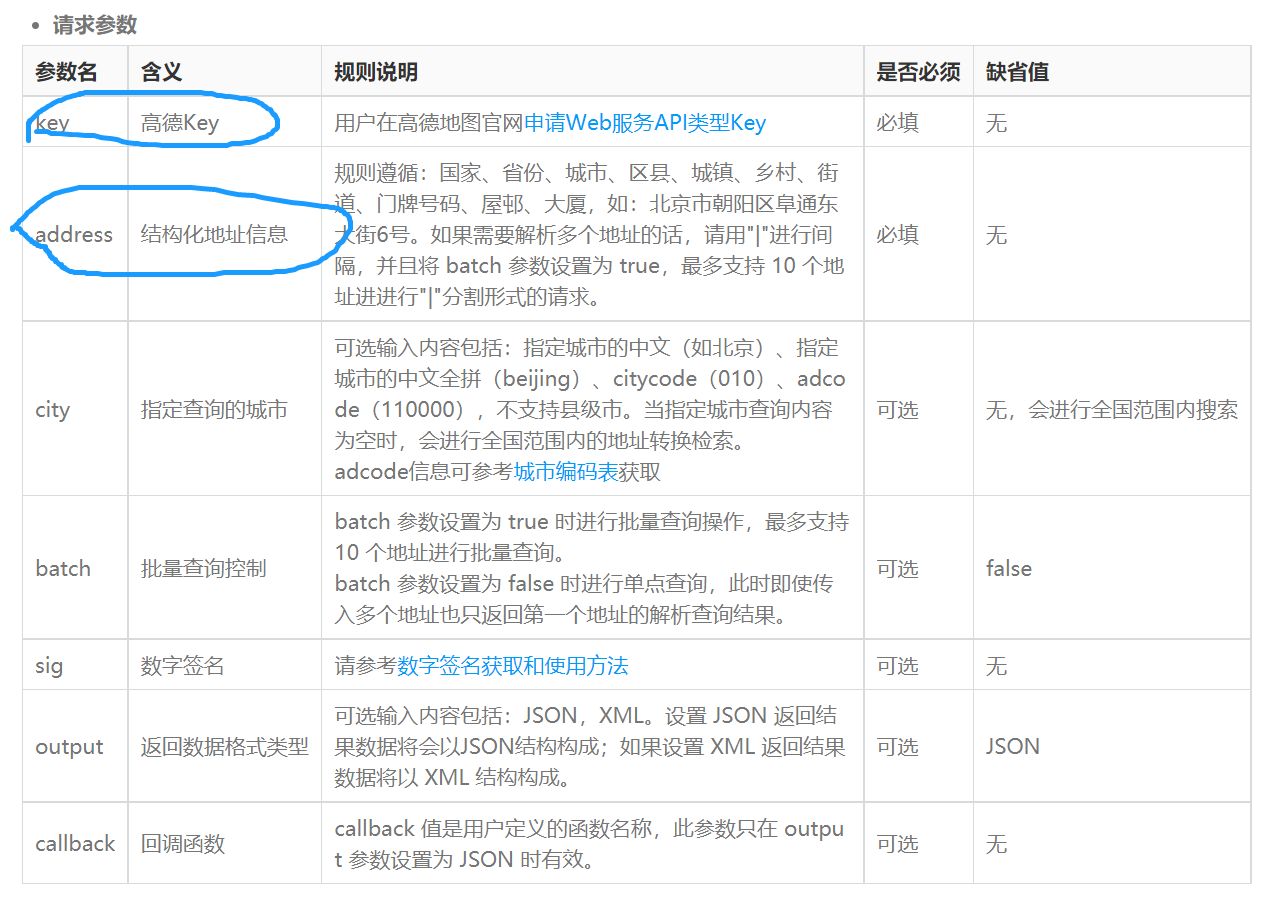 请求参数
参数名 含义 规则说明 是否必须 缺省值
key 高德Key 用户在高德地图官网申请Web服务API类型Key 必填 无
规则遵循：国家、省份、城市、区县、城镇、乡村、街
道、门牌号码、屋邨、大厦，如：北京市朝阳区阜通东
address 结构化地址信息 大街6号。如果需要解析多个地址的话，请用"|"进行间 必填 无
隔，并且将 batch 参数设置为 true，最多支持 10 个地
址进进行"|"分割形式的请求。
可选输入内容包括：指定城市的中文（如北京）、指定
城市的中文全拼（beijing）、citycode（010）、adco
city 指定查询的城市 de（110000），不支持县级市。当指定城市查询内容 可选 无，会进行全国范围内搜索
为空时，会进行全国范围内的地址转换检索。
adcode信息可参考城市编码表获取
batch 参数设置为 true 时进行批量查询操作，最多支持
10 个地址进行批量查询。
batch 批量查询控制 batch 参数设置为 false 时进行单点查询，此时即使传 可选 false
入多个地址也只返回第一个地址的解析查询结果。
sig 数字签名 请参考数字签名获取和使用方法 可选 无
可选输入内容包括：JSON，XML。设置 JSON 返回结
output 返回数据格式类型 果数据将会以JSON结构构成；如果设置 XML 返回结果 可选 JSON
数据将以 XML 结构构成。
callback 回调函数 callback 值是用户定义的函数名称，此参数只在 outpu 可选 无
t 参数设置为 JSON 时有效。